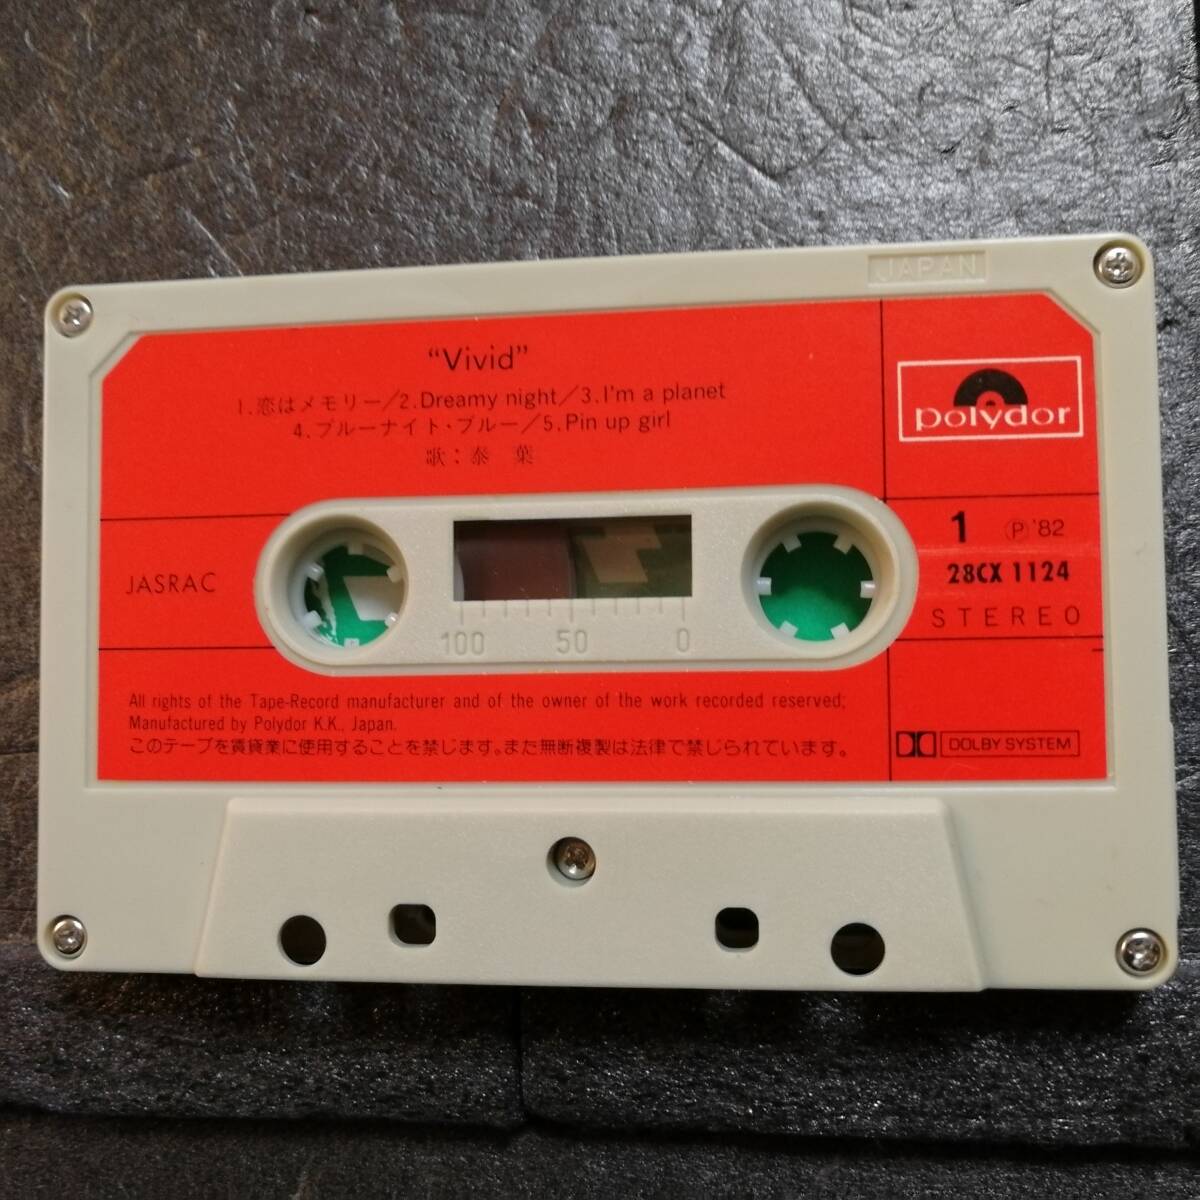 JAPAN
“Vivid”
1.恋はメモリー/2.Dreamy night/3.I'm a planet
4.ブルーナイト・ブルー/5.Pin up girl
歌：泰 葉
polydor
JASRAC
1 Ⓟ'82
28CX 1124
STEREO
100 50 0
All rights of the Tape-Record manufacturer and of the owner of the work recorded reserved;
Manufactured by Polydor K.K., Japan.
このテープを賃貸業に使用することを禁じます。また無断複製は法律で禁じられています。
DOLBY SYSTEM